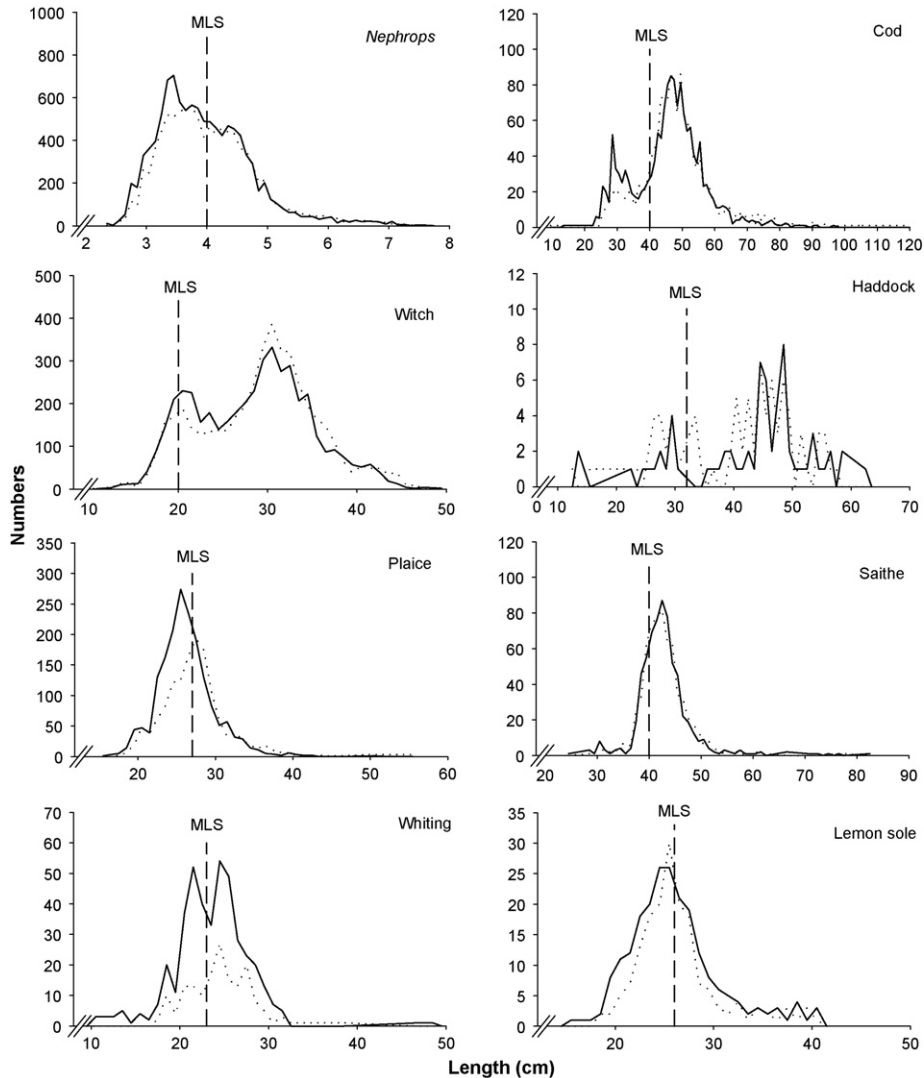 Numbers
1000
800
600
400
200
0
MLS
Nephrops
2 3 4 5 6 7 8
120
100
80
60
40
20
0
MLS
Cod
10 20 30 40 50 60 70 80 90 100 110 120
500
400
300
200
100
0
MLS
Witch
10 20 30 40 50
12
10
8
6
4
2
0
MLS
Haddock
0 10 20 30 40 50 60 70
350
300
250
200
150
100
50
0
MLS
Plaice
20 30 40 50 60
120
100
80
60
40
20
0
MLS
Saithe
20 30 40 50 60 70 80 90
70
60
50
40
30
20
10
0
MLS
Whiting
10 20 30 40 50
35
30
25
20
15
10
5
0
MLS
Lemon sole
20 30 40 50
Length (cm)